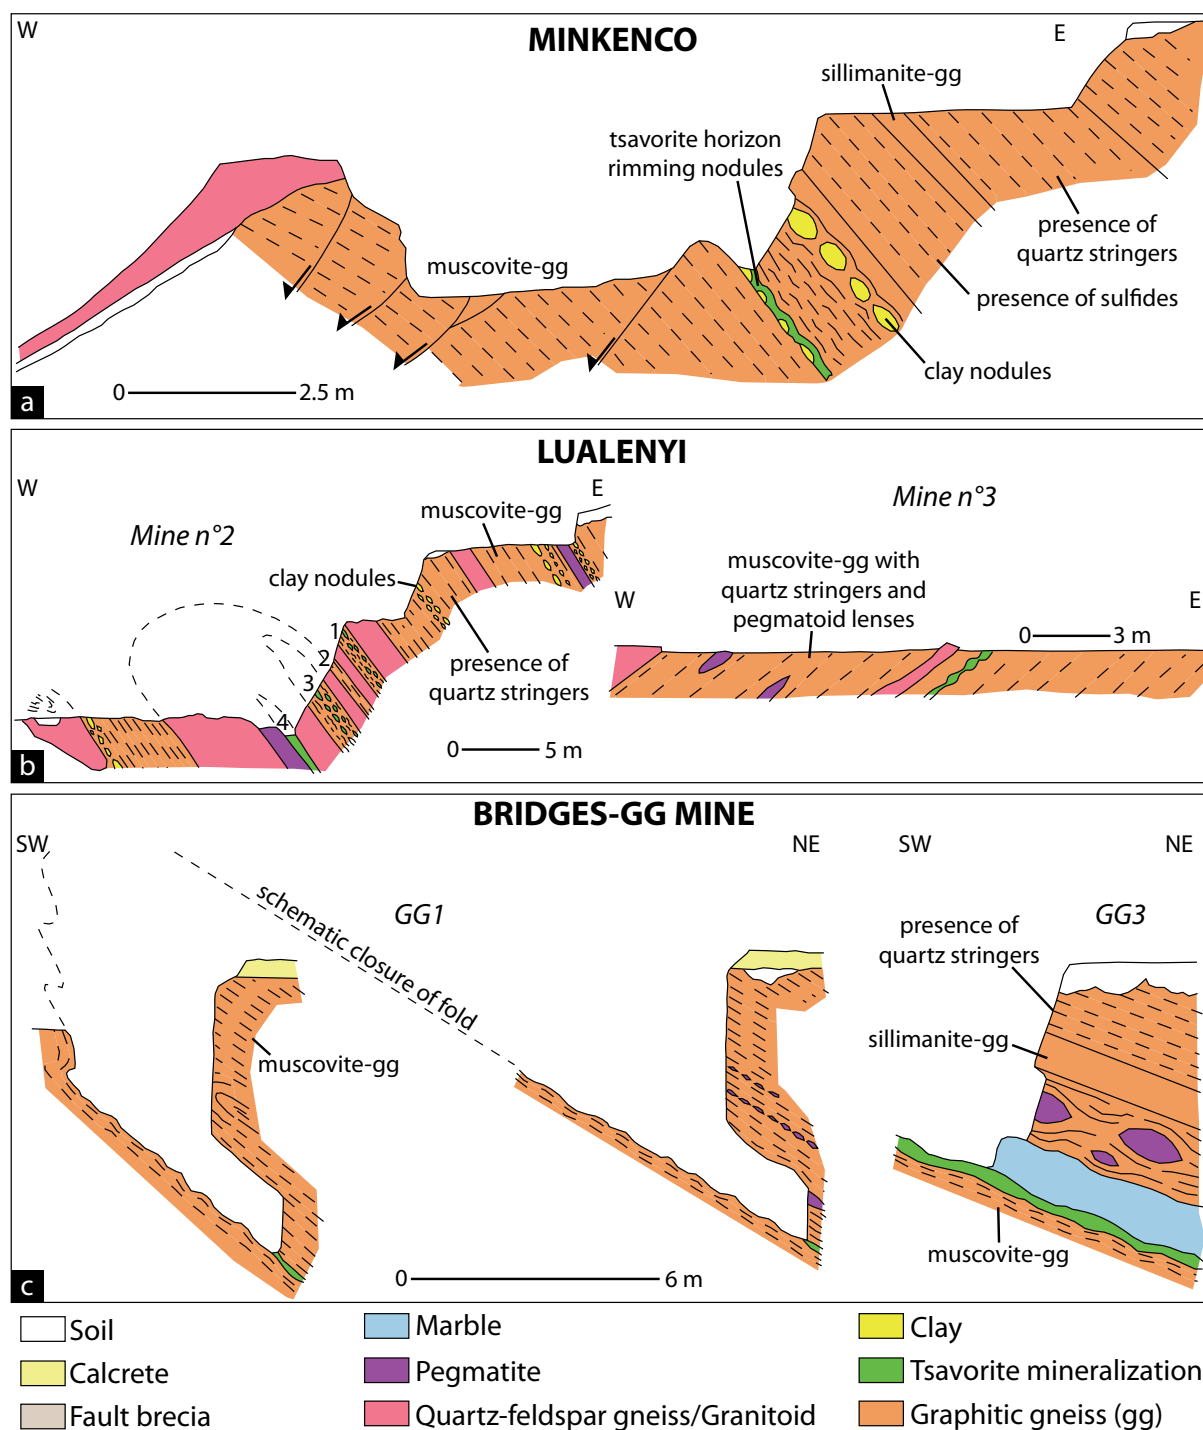 MINKENCO
W
E
sillimanite-gg
tsavorite horizon
rimming nodules
muscovite-gg
presence of
quartz stringers
presence of sulfides
clay nodules
0
2.5 m
a
LUALENYI
W
E
Mine n°2
muscovite-gg
clay nodules
1
2
3
4
presence of
quartz stringers
0
5 m
Mine n°3
muscovite-gg with
quartz stringers and
pegmatoid lenses
W
E
0
3 m
b
BRIDGES-GG MINE
SW
NE
GG1
schematic closure of fold
muscovite-gg
SW
NE
GG3
presence of
quartz stringers
sillimanite-gg
muscovite-gg
0
6 m
c
Soil
Marble
Clay
Calcrete
Pegmatite
Tsavorite mineralization
Fault brecia
Quartz-feldspar gneiss/Granitoid
Graphitic gneiss (gg)